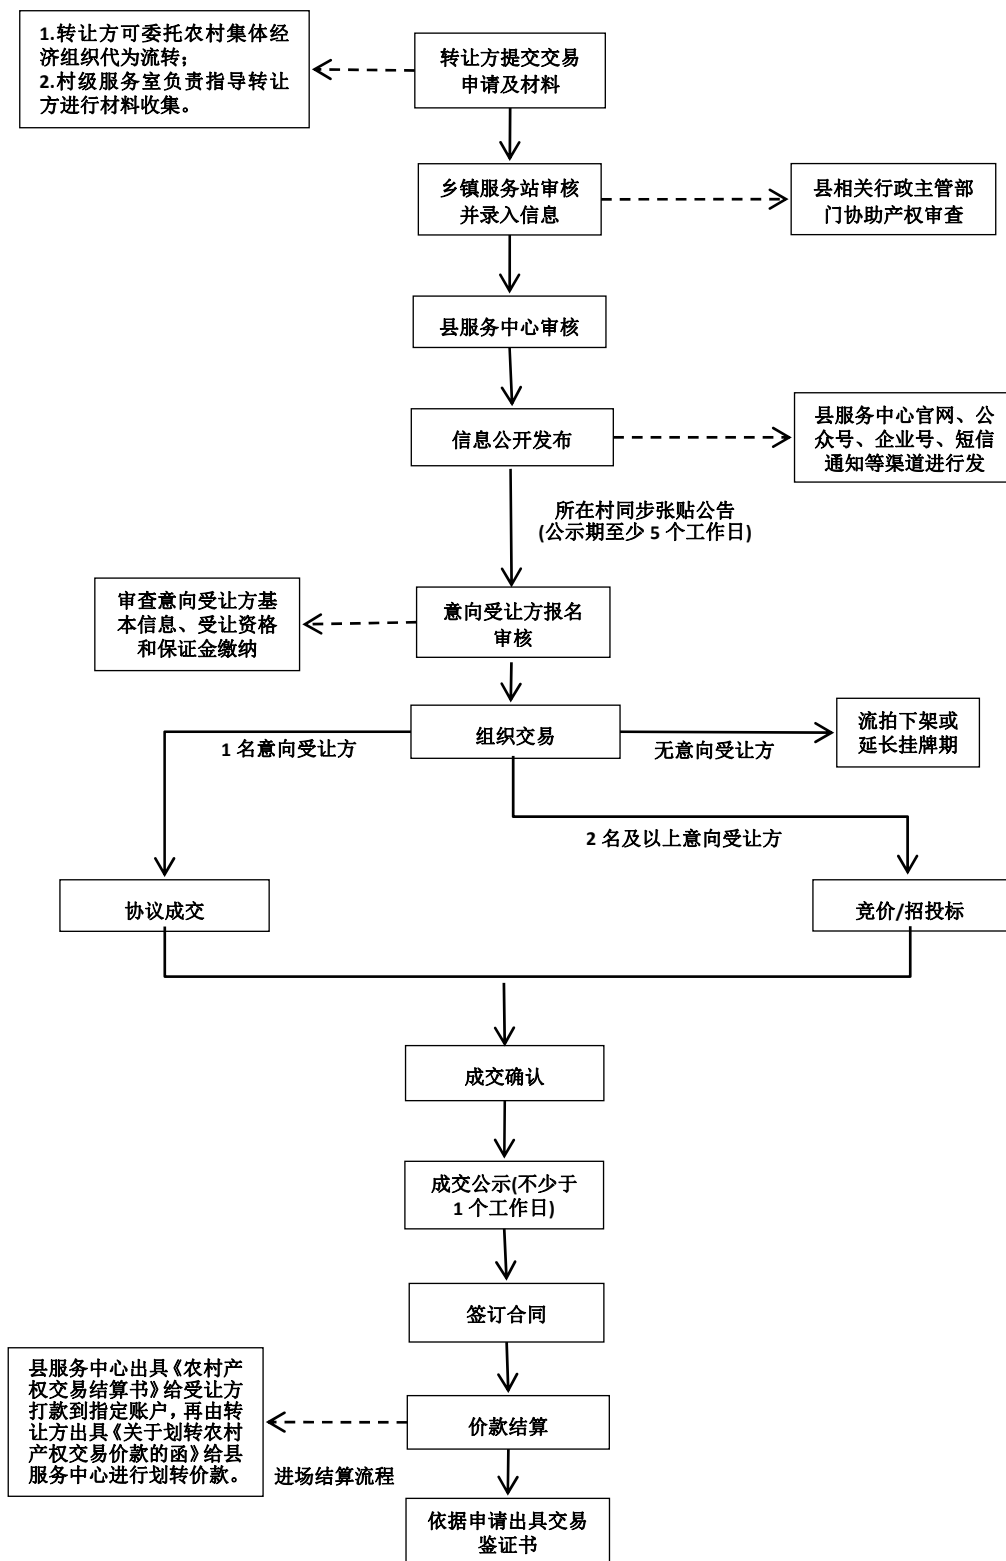 1.转让方可委托农村集体经
济组织代为流转；
2.村级服务室负责指导转让
方进行材料收集。
转让方提交交易
申请及材料
乡镇服务站审核
并录入信息
县相关行政主管部
门协助产权审查
县服务中心审核
信息公开发布
县服务中心官网、公
众号、企业号、短信
通知等渠道进行发
所在村同步张贴公告
(公示期至少 5 个工作日)
审查意向受让方基
本信息、受让资格
和保证金缴纳
意向受让方报名
审核
组织交易
流拍下架或
延长挂牌期
1 名意向受让方
无意向受让方
2 名及以上意向受让方
协议成交
竞价/招投标
成交确认
成交公示(不少于
1 个工作日)
签订合同
县服务中心出具《农村产
权交易结算书》给受让方
打款到指定账户，再由转
让方出具《关于划转农村
产权交易价款的函》给县
服务中心进行划转价款。
价款结算
进场结算流程
依据申请出具交易
鉴证书